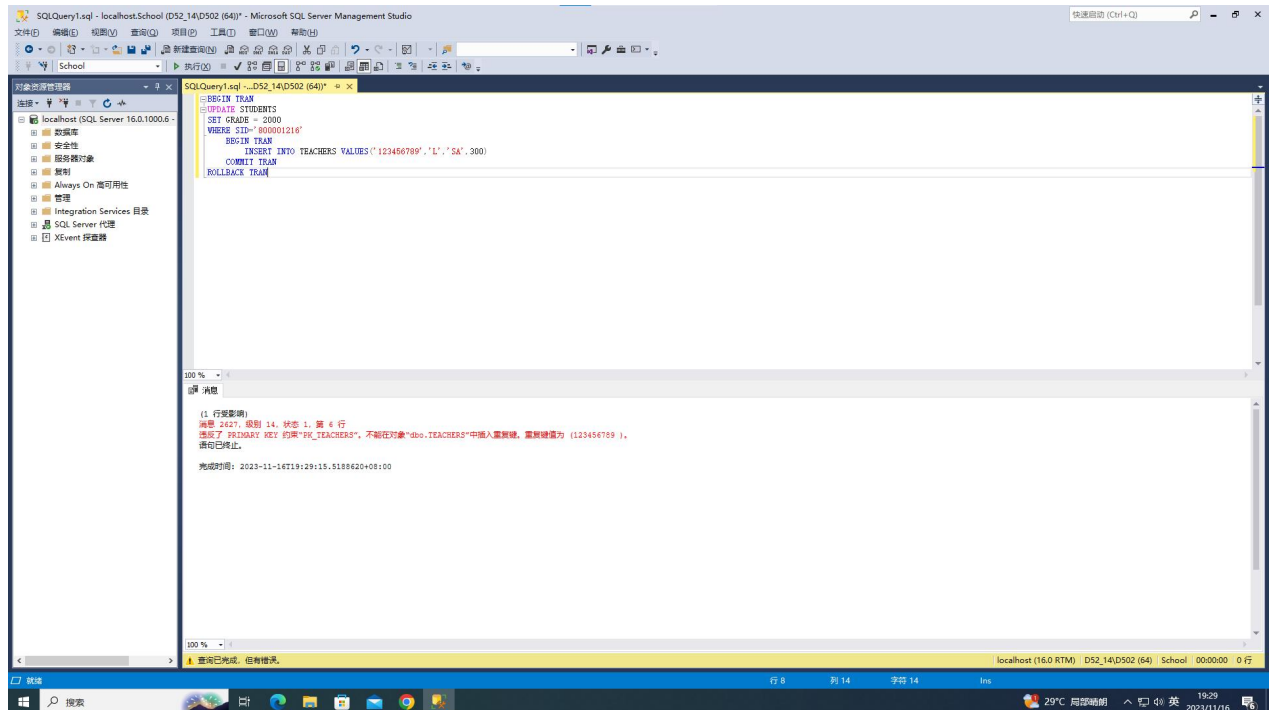 SQLQuery1.sql - localhost.School (D52_14\D502 (64))* - Microsoft SQL Server Management Studio
快速启动 (Ctrl+Q)
文件(F) 编辑(E) 视图(V) 查询(Q) 项目(P) 工具(T) 窗口(W) 帮助(H)
新建查询(N)
School 执行(X)
对象资源管理器
连接
localhost (SQL Server 16.0.1000.6 -
数据库
安全性
服务器对象
复制
Always On 高可用性
管理
Integration Services 目录
SQL Server 代理
XEvent 探查器
SQLQuery1.sql -...D52_14\D502 (64))*
BEGIN TRAN
UPDATE STUDENTS
SET GRADE = 2000
WHERE SID='800001216'
BEGIN TRAN
INSERT INTO TEACHERS VALUES('123456789','L','SA',300)
COMMIT TRAN
ROLLBACK TRAN
100 %
消息
(1 行受影响)
消息 2627，级别 14，状态 1，第 6 行
违反了 PRIMARY KEY 约束“PK_TEACHERS”。不能在对象“dbo.TEACHERS”中插入重复键。重复键值为 (123456789 )。
语句已终止。
完成时间: 2023-11-16T19:29:15.5188620+08:00
100 %
查询已完成，但有错误。
localhost (16.0 RTM) D52_14\D502 (64) School 00:00:00 0 行
就绪
行 8 列 14 字符 14 Ins
搜索
29°C 局部晴朗 英 19:29
2023/11/16